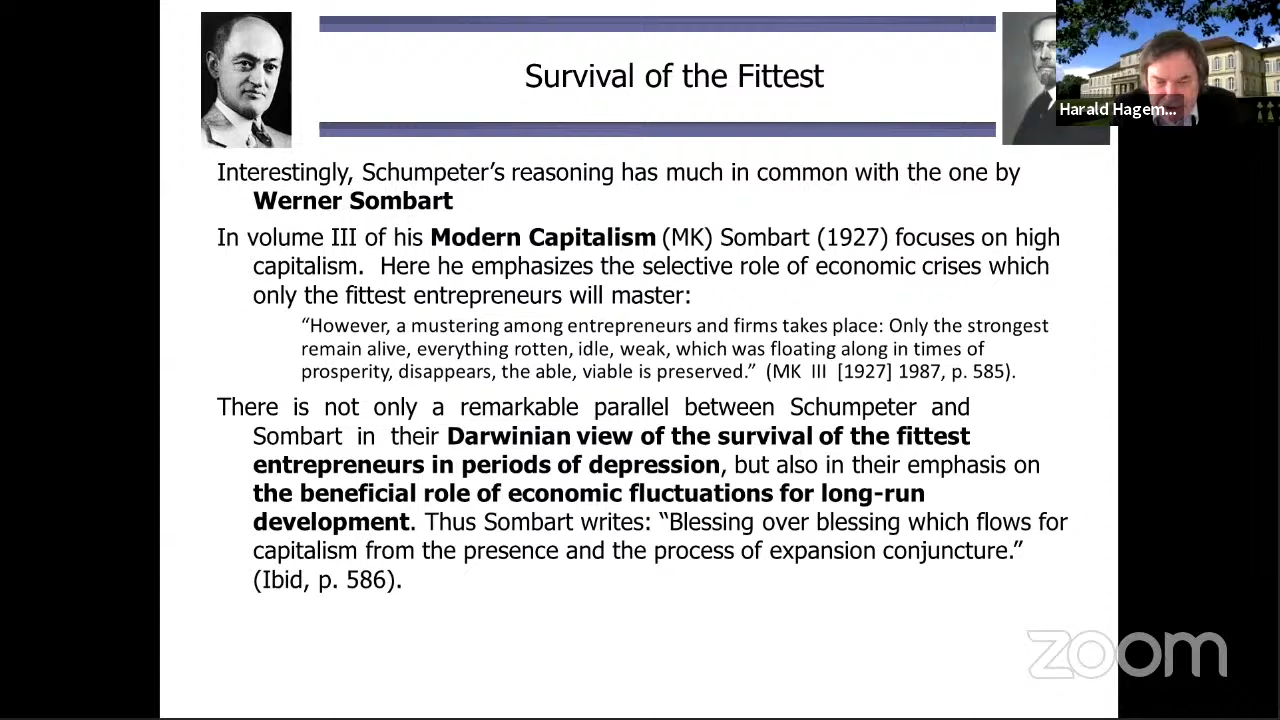 Survival of the Fittest
Harald Hagem...
Interestingly, Schumpeter’s reasoning has much in common with the one by
Werner Sombart
In volume III of his Modern Capitalism (MK) Sombart (1927) focuses on high
capitalism. Here he emphasizes the selective role of economic crises which
only the fittest entrepreneurs will master:
“However, a mustering among entrepreneurs and firms takes place: Only the strongest
remain alive, everything rotten, idle, weak, which was floating along in times of
prosperity, disappears, the able, viable is preserved.” (MK III [1927] 1987, p. 585).
There is not only a remarkable parallel between Schumpeter and
Sombart in their Darwinian view of the survival of the fittest
entrepreneurs in periods of depression, but also in their emphasis on
the beneficial role of economic fluctuations for long-run
development. Thus Sombart writes: “Blessing over blessing which flows for
capitalism from the presence and the process of expansion conjuncture.”
(Ibid, p. 586).
zoom